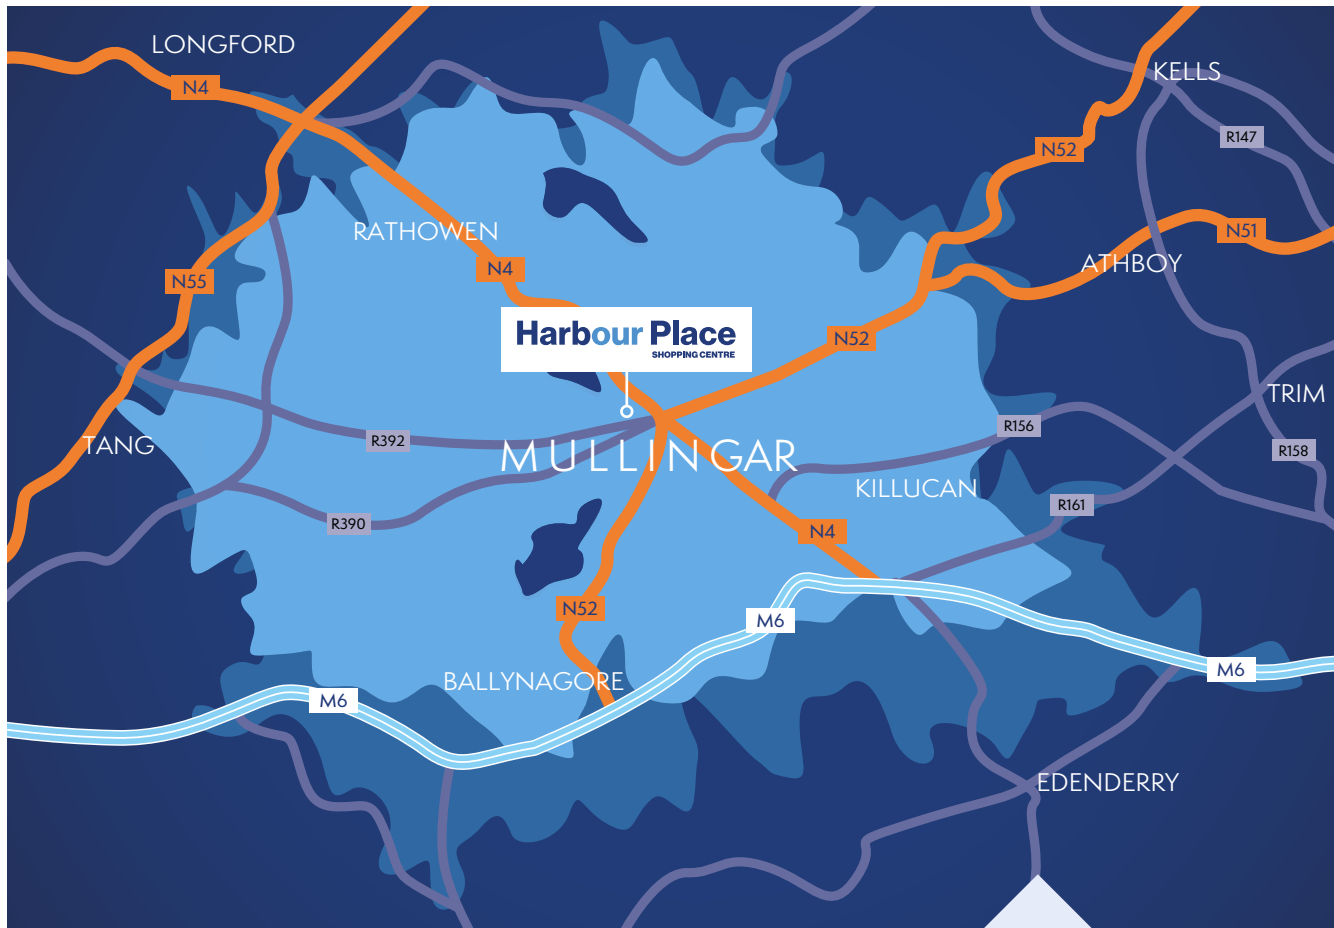 LONGFORD
KELLS
N4
R147
N52
RATHOWEN
N51
ATHBOY
N4
N55
Harbour Place
SHOPPING CENTRE
N52
TRIM
R156
TANG
R392
MULLINGAR
R158
KILLUCAN
R161
R390
N4
N52
M6
M6
BALLYNAGORE
M6
EDENDERRY